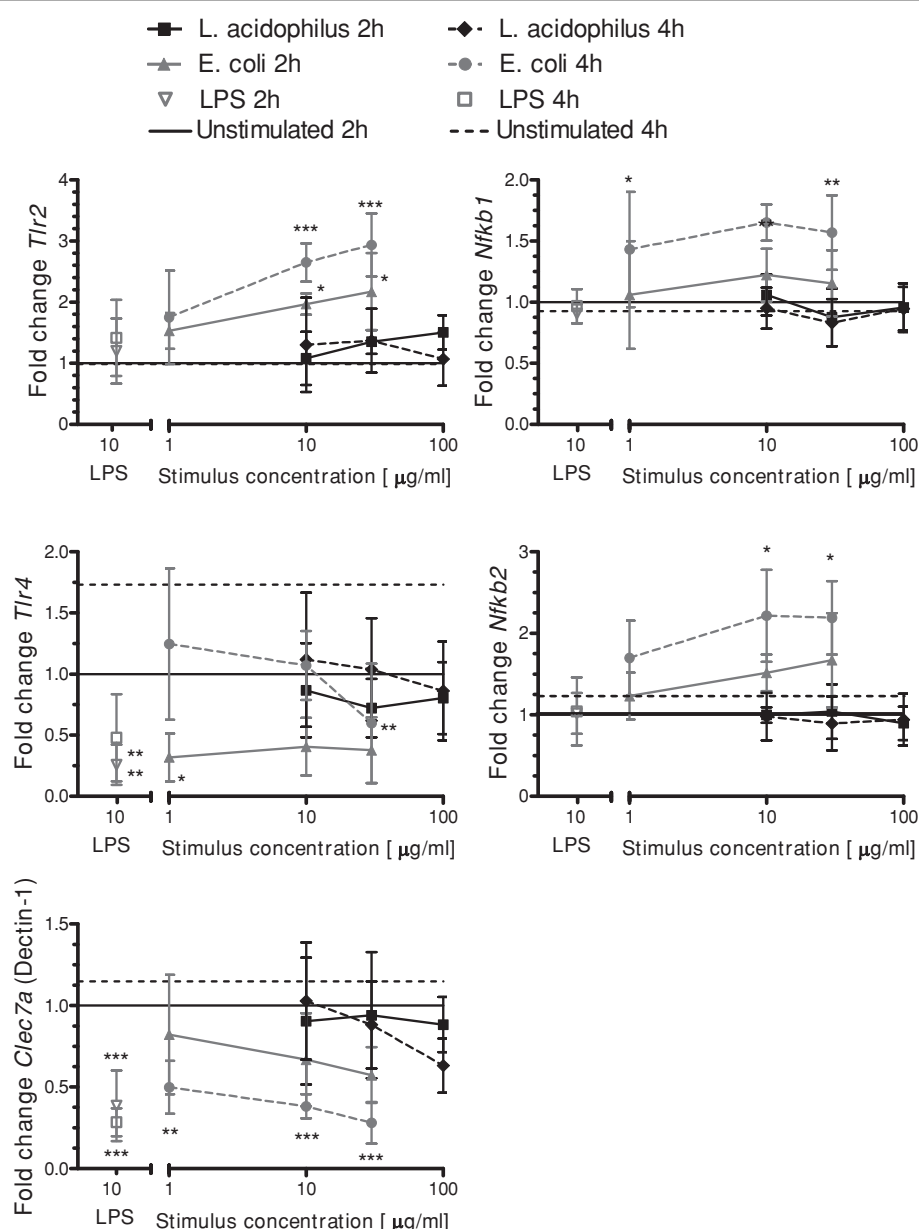 L. acidophilus 2h
L. acidophilus 4h
E. coli 2h
E. coli 4h
LPS 2h
LPS 4h
Unstimulated 2h
Unstimulated 4h
Fold change Tlr2
4
3
2
1
0
***
***
*
*
10
1
10
100
LPS
Stimulus concentration [ μg/ml]
Fold change Nfkb1
2.0
1.5
1.0
0.5
0.0
*
**
**
10
1
10
100
LPS
Stimulus concentration [ μg/ml]
Fold change Tlr4
2.0
1.5
1.0
0.5
0.0
**
**
*
**
10
1
10
100
LPS
Stimulus concentration [ μg/ml]
Fold change Nfkb2
3
2
1
0
*
*
10
1
10
100
LPS
Stimulus concentration [ μg/ml]
Fold change Clec7a (Dectin-1)
1.5
1.0
0.5
0.0
***
***
**
***
***
10
1
10
100
LPS
Stimulus concentration [ μg/ml]